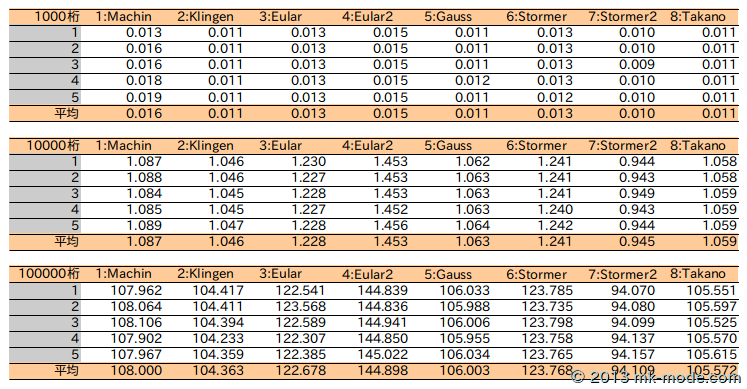 1000桁 1:Machin 2:Klingen 3:Eular 4:Eular2 5:Gauss 6:Stormer 7:Stormer2 8:Takano
1 0.013 0.011 0.013 0.015 0.011 0.013 0.010 0.011
2 0.016 0.011 0.013 0.015 0.011 0.013 0.010 0.011
3 0.016 0.011 0.013 0.015 0.011 0.013 0.009 0.011
4 0.018 0.011 0.013 0.015 0.012 0.013 0.010 0.011
5 0.019 0.011 0.013 0.015 0.011 0.012 0.010 0.011
平均 0.016 0.011 0.013 0.015 0.011 0.013 0.010 0.011
10000桁 1:Machin 2:Klingen 3:Eular 4:Eular2 5:Gauss 6:Stormer 7:Stormer2 8:Takano
1 1.087 1.046 1.230 1.453 1.062 1.241 0.944 1.058
2 1.088 1.046 1.227 1.453 1.063 1.241 0.943 1.058
3 1.084 1.045 1.228 1.453 1.063 1.241 0.949 1.059
4 1.085 1.045 1.227 1.452 1.063 1.240 0.943 1.059
5 1.089 1.047 1.228 1.456 1.064 1.242 0.944 1.059
平均 1.087 1.046 1.228 1.453 1.063 1.241 0.945 1.059
100000桁 1:Machin 2:Klingen 3:Eular 4:Eular2 5:Gauss 6:Stormer 7:Stormer2 8:Takano
1 107.962 104.417 122.541 144.839 106.033 123.785 94.070 105.551
2 108.064 104.411 123.568 144.836 105.988 123.735 94.080 105.597
3 108.106 104.394 122.589 144.941 106.006 123.798 94.099 105.525
4 107.902 104.233 122.307 144.850 105.955 123.758 94.137 105.570
5 107.967 104.359 122.385 145.022 106.034 123.765 94.157 105.615
平均 108.000 104.363 122.678 144.898 106.003 123.768 94.109 105.572
© 2013 mk-mode.com